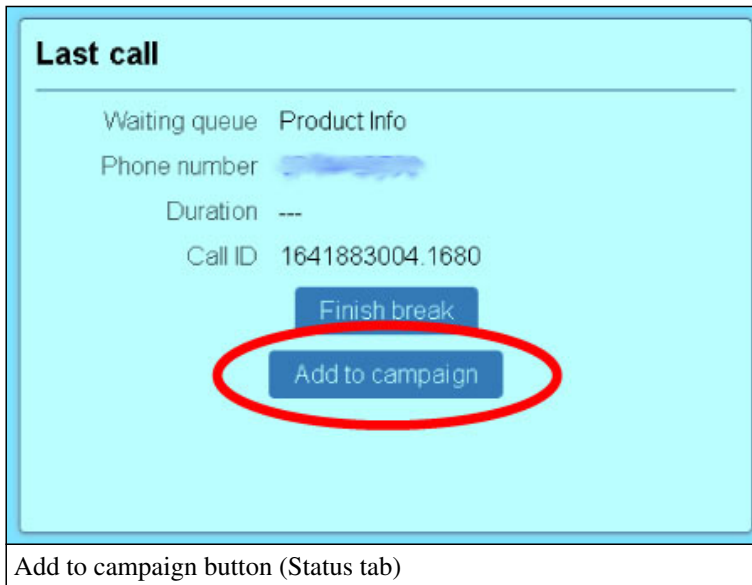 Last call
Waiting queue Product Info
Phone number
Duration ---
Call ID 1641883004.1680
Finish break
Add to campaign
Add to campaign button (Status tab)